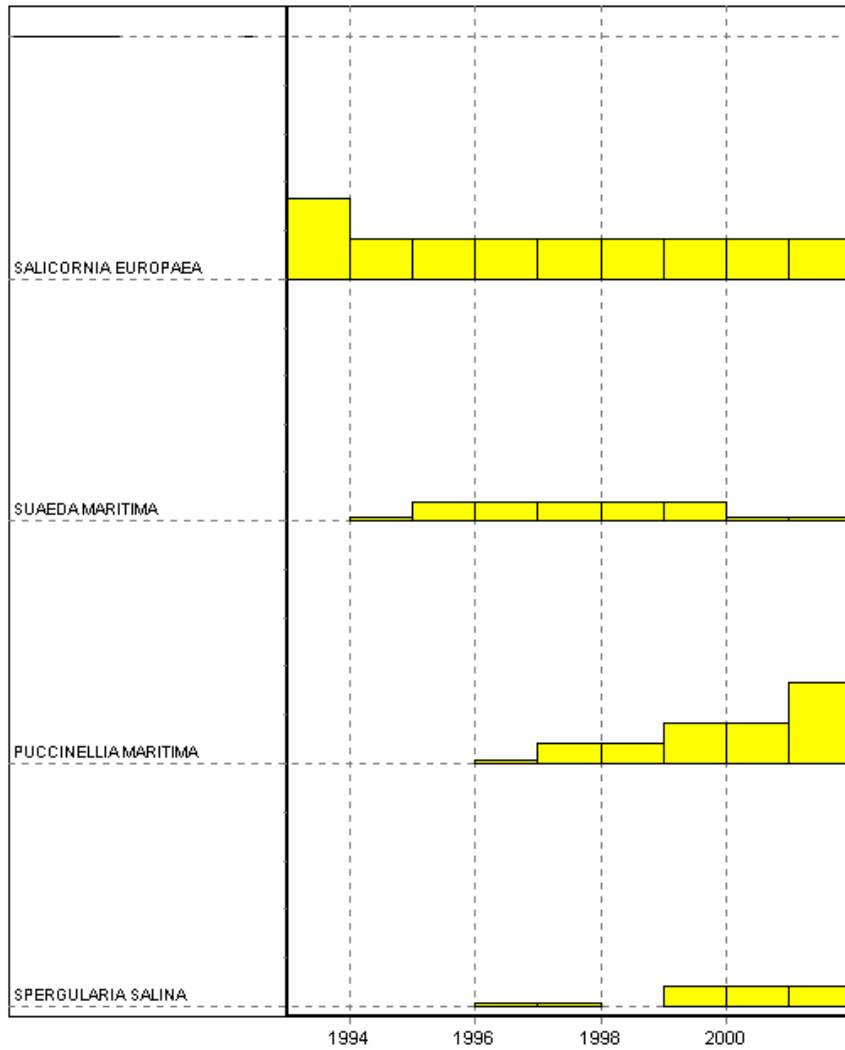 SALICORNIA EUROPAEA
SUAEDA MARITIMA
PUCCINELLIA MARITIMA
SPERGULARIA SALINA
1994 1996 1998 2000